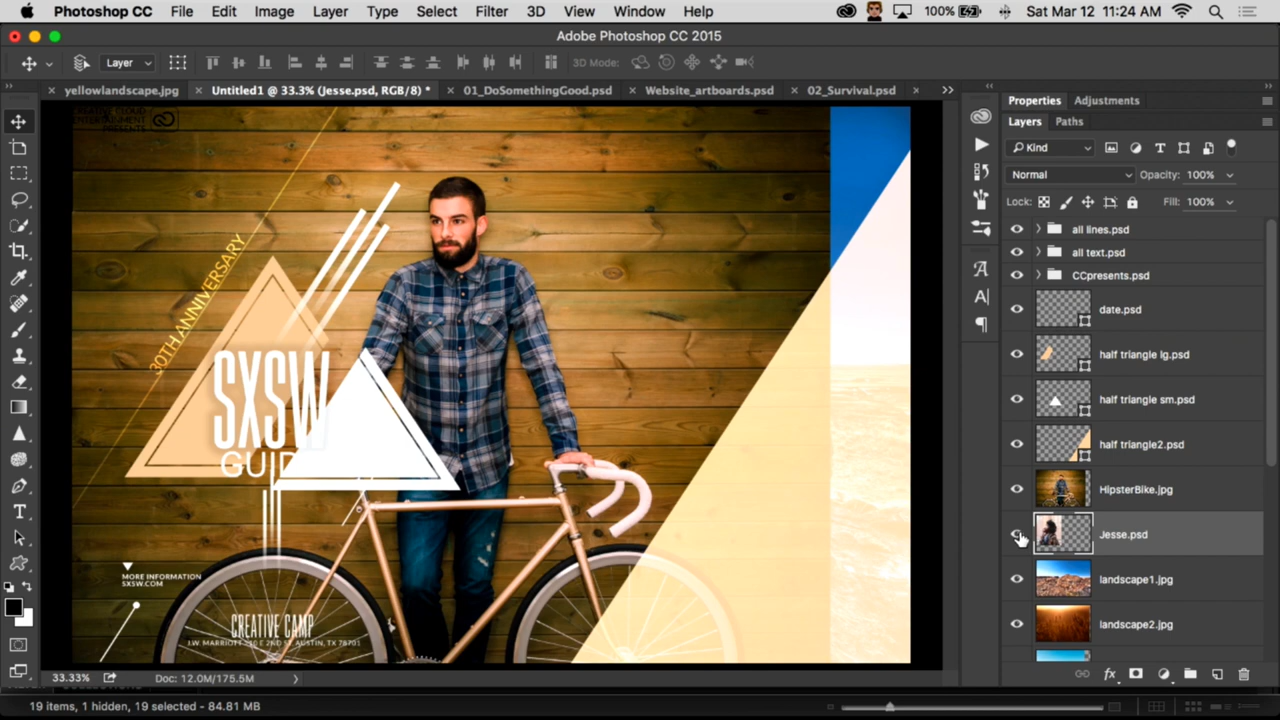 Photoshop CC File Edit Image Layer Type Select Filter 3D View Window Help 100% Sat Mar 12 11:24 AM
Adobe Photoshop CC 2015
Layer 3D Mode:
yellowlandscape.jpg Untitled1 @ 33.3% (Jesse.psd, RGB/8) * 01_DoSomethingGood.psd Website_artboards.psd 02_Survival.psd
Properties Adjustments
Layers Paths
Kind
Normal Opacity: 100%
Lock: Fill: 100%
all lines.psd
all text.psd
CCpresents.psd
date.psd
half triangle lg.psd
half triangle sm.psd
half triangle2.psd
HipsterBike.jpg
Jesse.psd
landscape1.jpg
landscape2.jpg
CREATIVE CLOUD
ENTERTAINMENT
PRESENTS
30TH ANNIVERSARY
SXSW
MORE INFORMATION
SXSW.COM
CREATIVE CAMP
AUSTIN, TX 78701
33.33% Doc: 12.0M/175.5M
19 items, 1 hidden, 19 selected - 84.81 MB